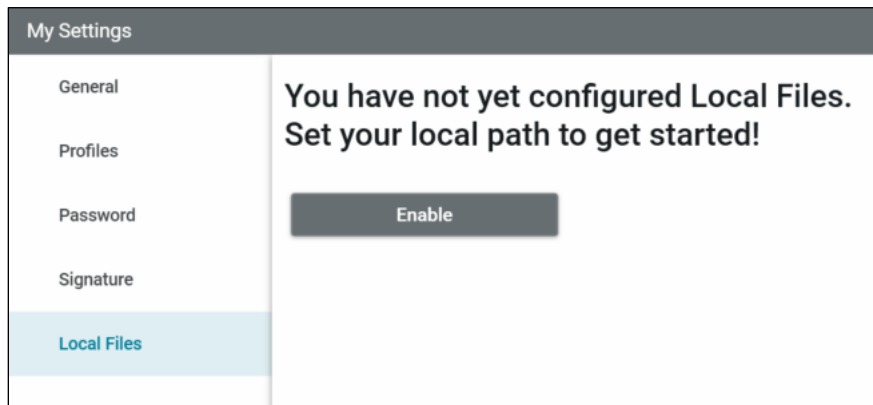 My Settings
General
Profiles
Password
Signature
Local Files
You have not yet configured Local Files.
Set your local path to get started!
Enable